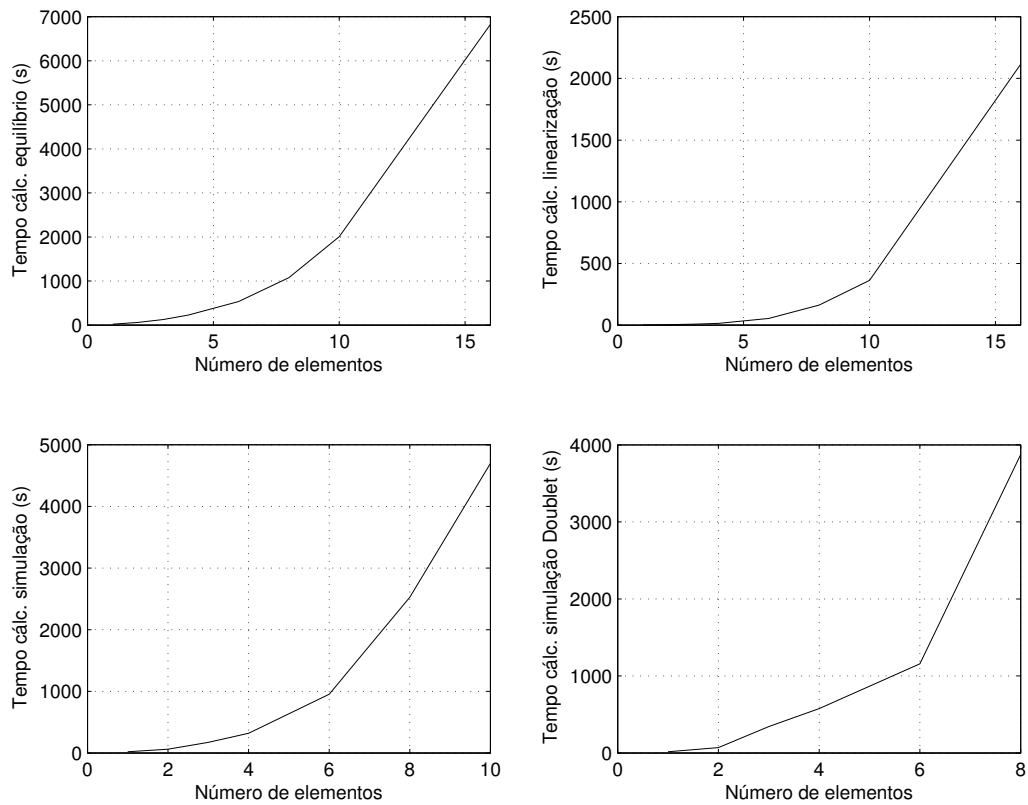 7000
6000
5000
4000
3000
2000
1000
0
0 5 10 15
Tempo cálc. equilíbrio (s)
Número de elementos
2500
2000
1500
1000
500
0
0 5 10 15
Tempo cálc. linearização (s)
Número de elementos
5000
4000
3000
2000
1000
0
0 2 4 6 8 10
Tempo cálc. simulação (s)
Número de elementos
4000
3000
2000
1000
0
0 2 4 6 8
Tempo cálc. simulação Doublet (s)
Número de elementos